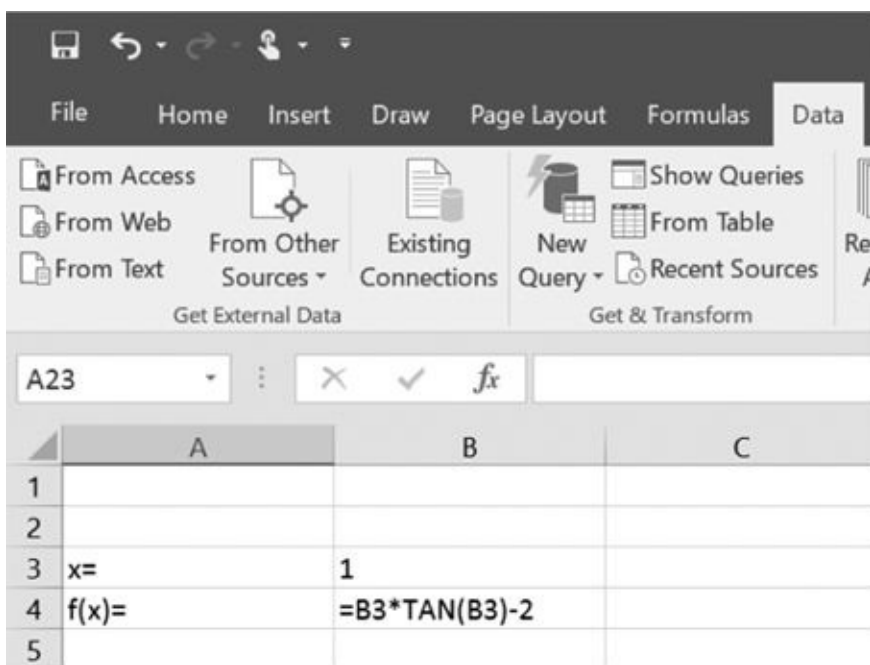 File Home Insert Draw Page Layout Formulas Data
From Access
From Web
From Text
From Other
Sources
Existing
Connections
Get External Data
New
Query
Show Queries
From Table
Recent Sources
Get & Transform
Re
A23
fx
A B C
1
2
3 x= 1
4 f(x)= =B3*TAN(B3)-2
5